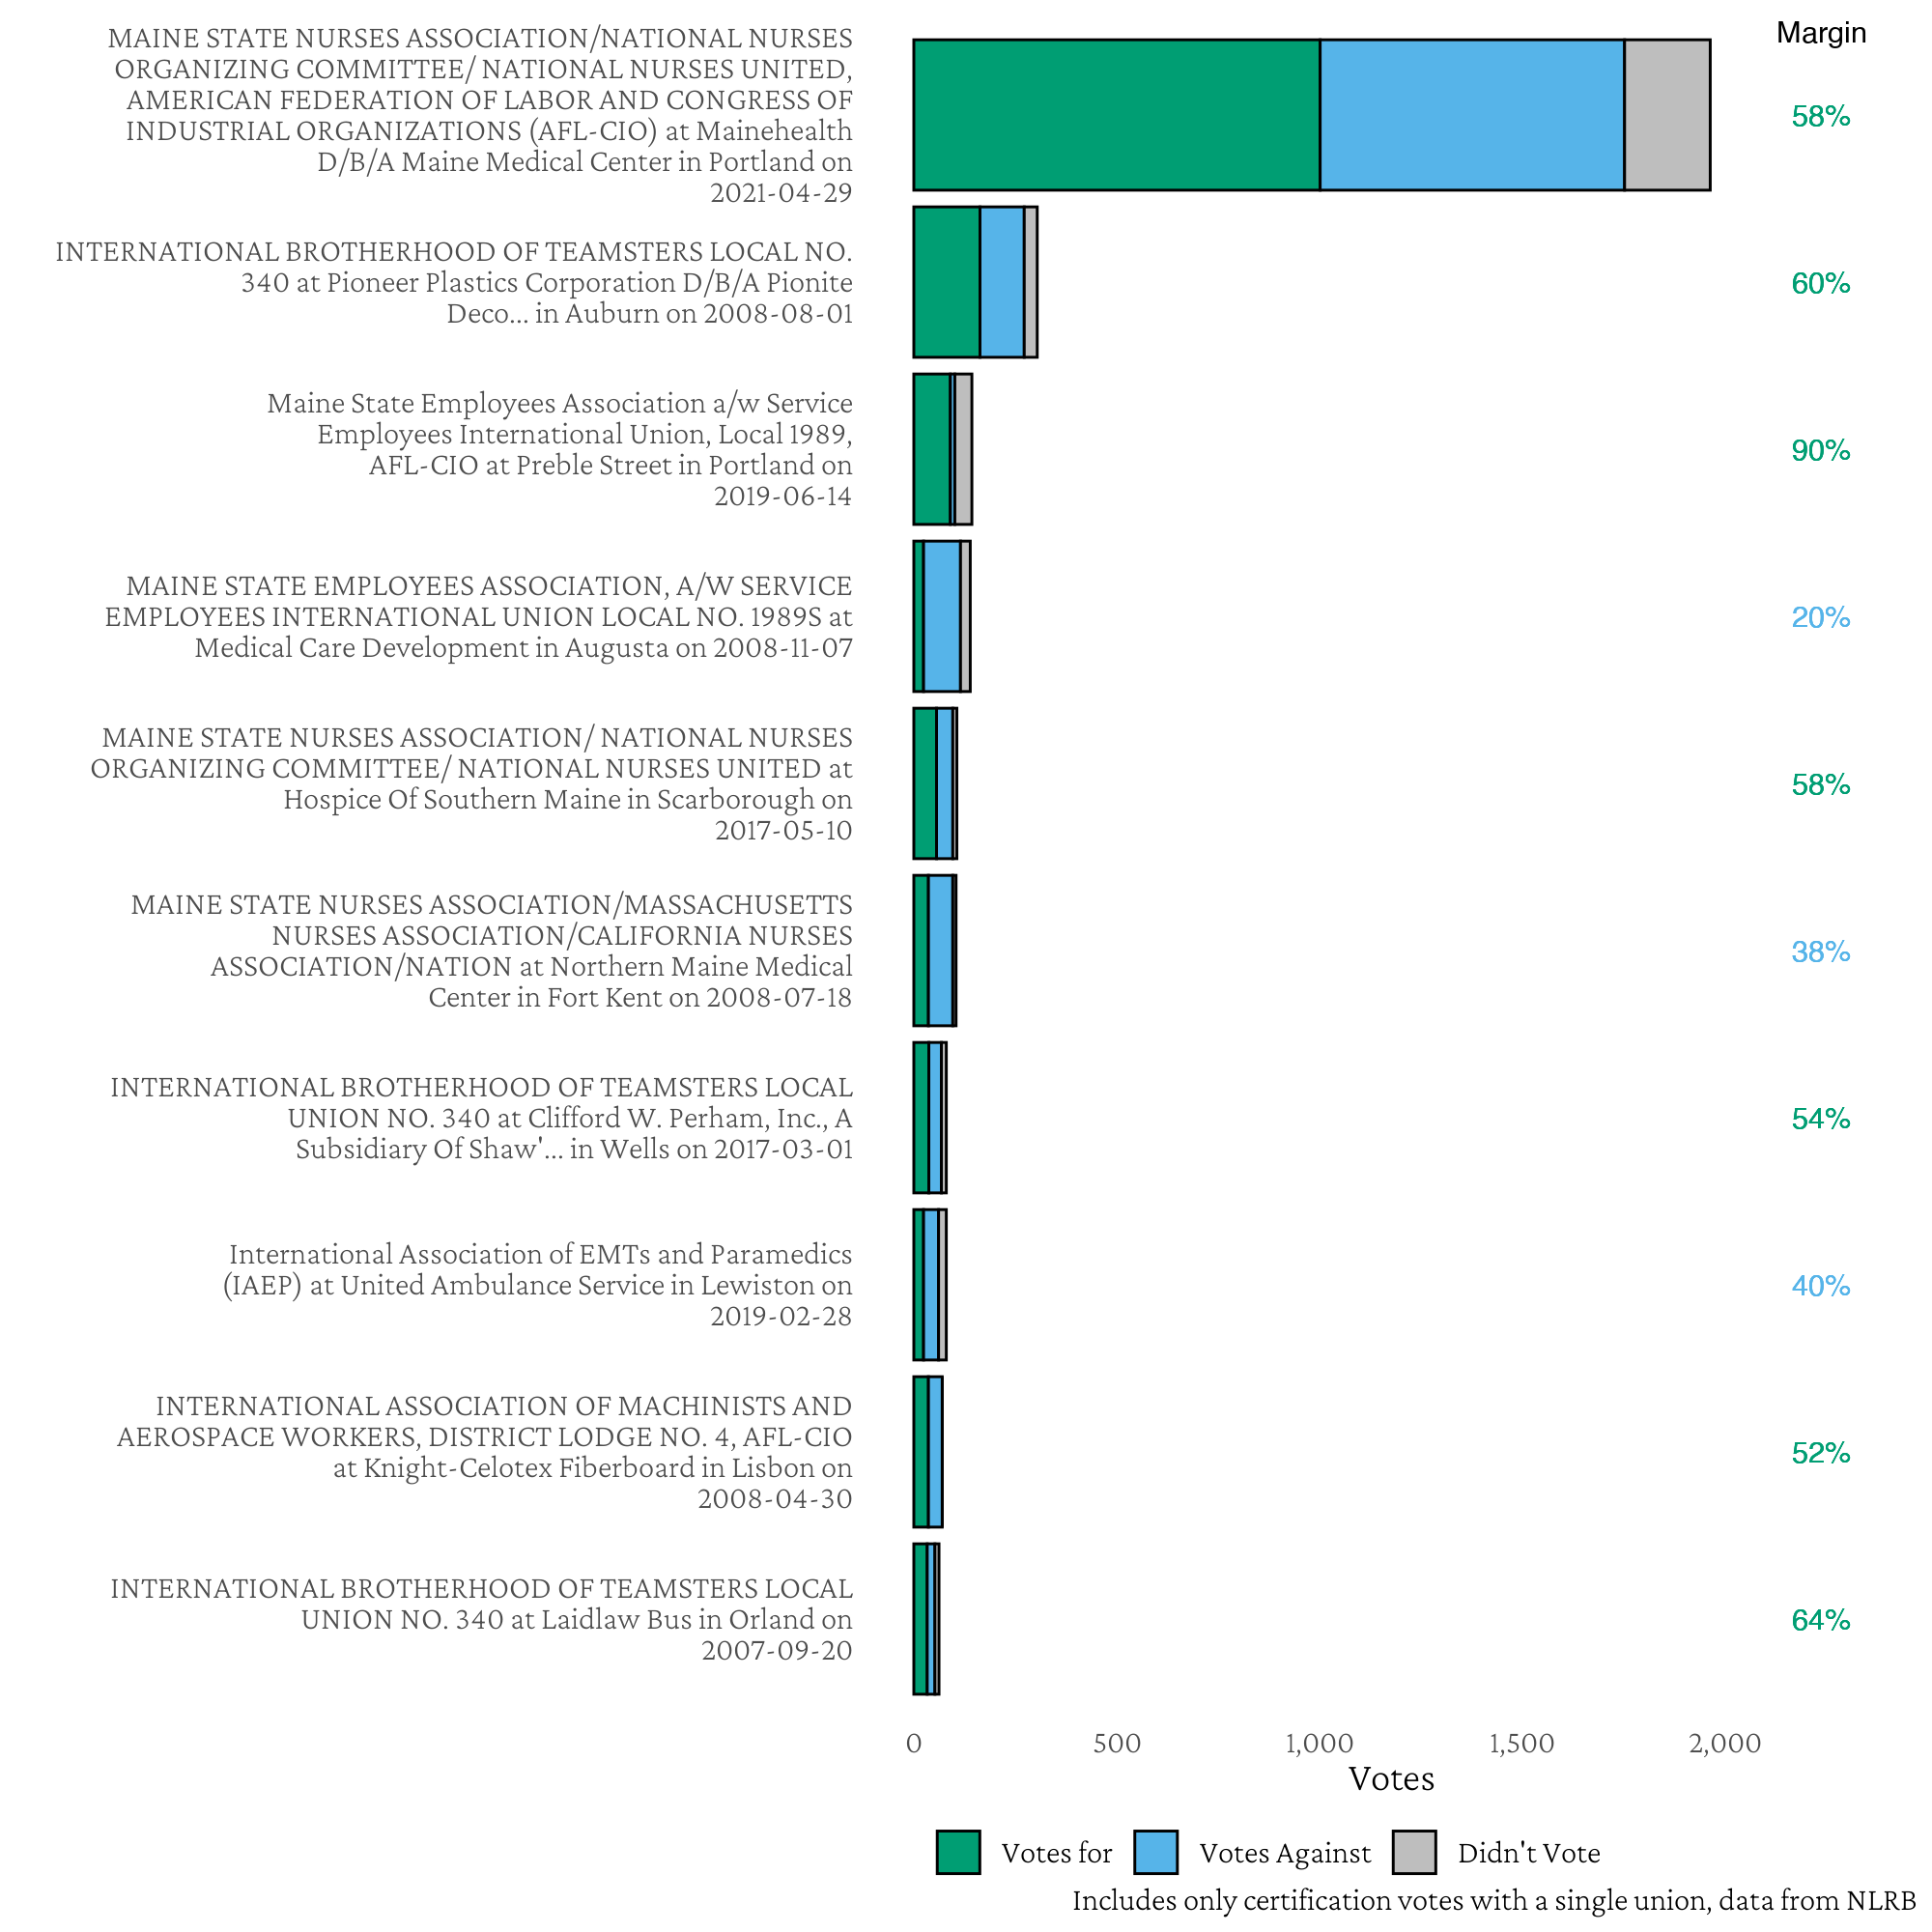 Margin
MAINE STATE NURSES ASSOCIATION/NATIONAL NURSES
ORGANIZING COMMITTEE/ NATIONAL NURSES UNITED,
AMERICAN FEDERATION OF LABOR AND CONGRESS OF
INDUSTRIAL ORGANIZATIONS (AFL-CIO) at Mainehealth
D/B/A Maine Medical Center in Portland on
2021-04-29
58%
INTERNATIONAL BROTHERHOOD OF TEAMSTERS LOCAL NO.
340 at Pioneer Plastics Corporation D/B/A Pionite
Deco... in Auburn on 2008-08-01
60%
Maine State Employees Association a/w Service
Employees International Union, Local 1989,
AFL-CIO at Preble Street in Portland on
2019-06-14
90%
MAINE STATE EMPLOYEES ASSOCIATION, A/W SERVICE
EMPLOYEES INTERNATIONAL UNION LOCAL NO. 1989S at
Medical Care Development in Augusta on 2008-11-07
20%
MAINE STATE NURSES ASSOCIATION/ NATIONAL NURSES
ORGANIZING COMMITTEE/ NATIONAL NURSES UNITED at
Hospice Of Southern Maine in Scarborough on
2017-05-10
58%
MAINE STATE NURSES ASSOCIATION/MASSACHUSETTS
NURSES ASSOCIATION/CALIFORNIA NURSES
ASSOCIATION/NATION at Northern Maine Medical
Center in Fort Kent on 2008-07-18
38%
INTERNATIONAL BROTHERHOOD OF TEAMSTERS LOCAL
UNION NO. 340 at Clifford W. Perham, Inc., A
Subsidiary Of Shaw'... in Wells on 2017-03-01
54%
International Association of EMTs and Paramedics
(IAEP) at United Ambulance Service in Lewiston on
2019-02-28
40%
INTERNATIONAL ASSOCIATION OF MACHINISTS AND
AEROSPACE WORKERS, DISTRICT LODGE NO. 4, AFL-CIO
at Knight-Celotex Fiberboard in Lisbon on
2008-04-30
52%
INTERNATIONAL BROTHERHOOD OF TEAMSTERS LOCAL
UNION NO. 340 at Laidlaw Bus in Orland on
2007-09-20
64%
0 500 1,000 1,500 2,000
Votes
Votes for Votes Against Didn't Vote
Includes only certification votes with a single union, data from NLRB